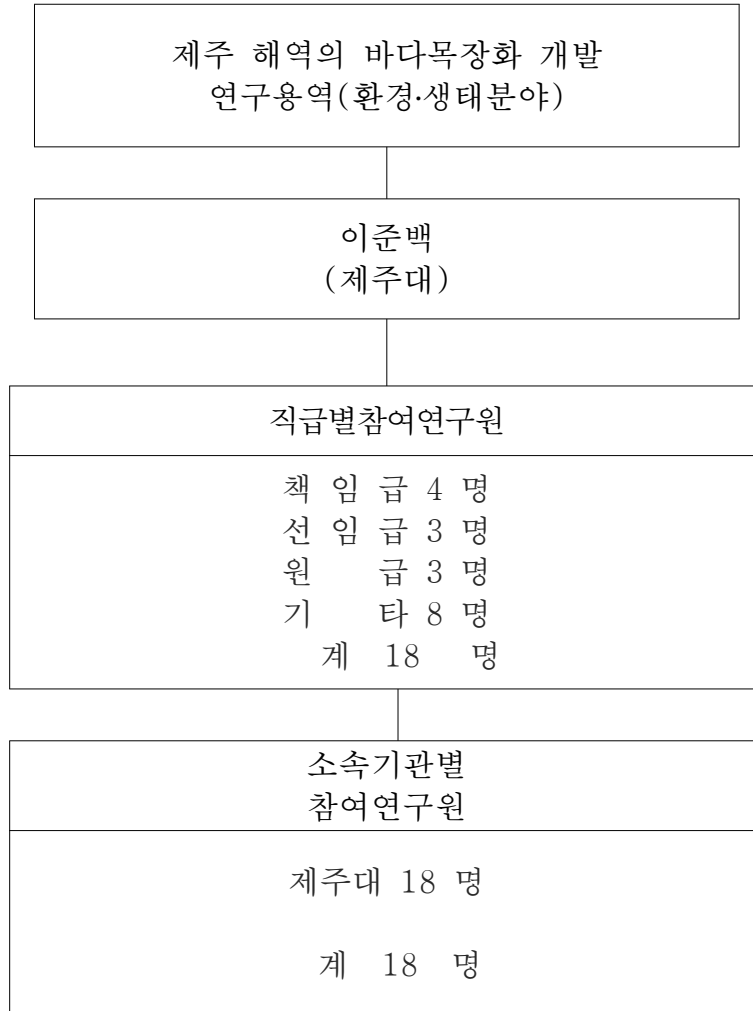 제주 해역의 바다목장화 개발
연구용역(환경·생태분야)
이준백
(제주대)
직급별참여연구원
책 임 급 4 명
선 임 급 3 명
원 급 3 명
기 타 8 명
계 18 명
소속기관별
참여연구원
제주대 18 명
계 18 명